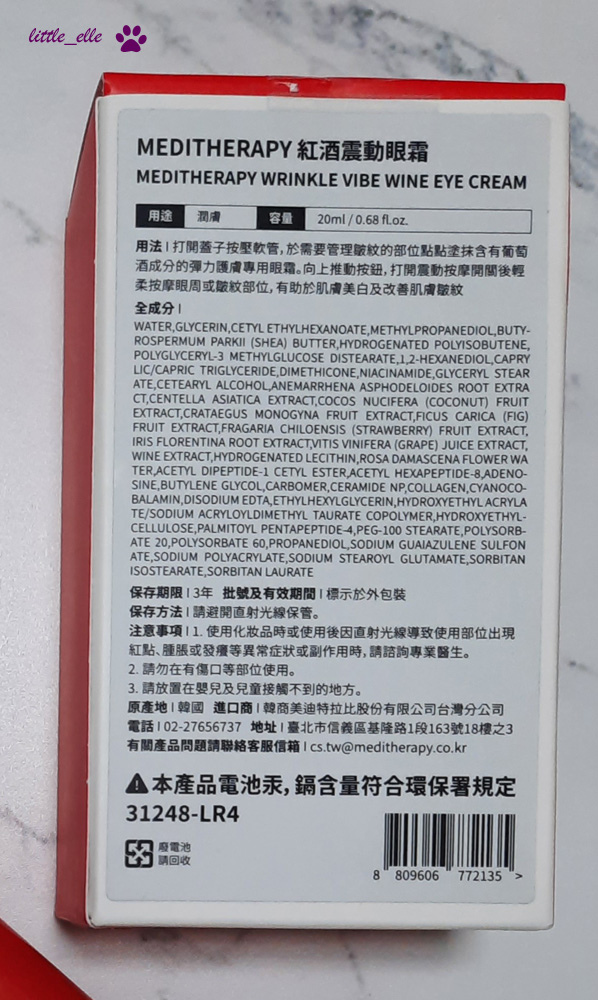 little_elle
MEDITHERAPY 紅酒震動眼霜
MEDITHERAPY WRINKLE VIBE WINE EYE CREAM
用途 潤膚 容量 20ml / 0.68 fl.oz.
用法 | 打開蓋子按壓軟管，於需要管理皺紋的部位點點塗抹含有葡萄
酒成分的彈力護膚專用眼霜。向上推動按鈕，打開震動按摩開關後輕
柔按摩眼周或皺紋部位，有助於肌膚美白及改善肌膚皺紋
全成分 |
WATER,GLYCERIN,CETYL ETHYLHEXANOATE,METHYLPROPANEDIOL,BUTY-
ROSPERMUM PARKII (SHEA) BUTTER,HYDROGENATED POLYISOBUTENE,
POLYGLYCERYL-3 METHYLGLUCOSE DISTEARATE,1,2-HEXANEDIOL,CAPRY
LIC/CAPRIC TRIGLYCERIDE,DIMETHICONE,NIACINAMIDE,GLYCERYL STEAR
ATE,CETEARYL ALCOHOL,ANEMARRHENA ASPHODELOIDES ROOT EXTRA
CT,CENTELLA ASIATICA EXTRACT,COCOS NUCIFERA (COCONUT) FRUIT
EXTRACT,CRATAEGUS MONOGYNA FRUIT EXTRACT,FICUS CARICA (FIG)
FRUIT EXTRACT,FRAGARIA CHILOENSIS (STRAWBERRY) FRUIT EXTRACT,
IRIS FLORENTINA ROOT EXTRACT,VITIS VINIFERA (GRAPE) JUICE EXTRACT,
WINE EXTRACT,HYDROGENATED LECITHIN,ROSA DAMASCENA FLOWER WA
TER,ACETYL DIPEPTIDE-1 CETYL ESTER,ACETYL HEXAPEPTIDE-8,ADENO-
SINE,BUTYLENE GLYCOL,CARBOMER,CERAMIDE NP,COLLAGEN,CYANOCO-
BALAMIN,DISODIUM EDTA,ETHYLHEXYLGLYCERIN,HYDROXYETHYL ACRYLA
TE/SODIUM ACRYLOYLDIMETHYL TAURATE COPOLYMER,HYDROXYETHYL-
CELLULOSE,PALMITOYL PENTAPEPTIDE-4,PEG-100 STEARATE,POLYSORB-
ATE 20,POLYSORBATE 60,PROPANEDIOL,SODIUM GUAIAZULENE SULFON
ATE,SODIUM POLYACRYLATE,SODIUM STEAROYL GLUTAMATE,SORBITAN
ISOSTEARATE,SORBITAN LAURATE
保存期限 | 3年 批號及有效期間 | 標示於外包裝
保存方法 | 請避開直射光線保管。
注意事項 | 1. 使用化妝品時或使用後因直射光線導致使用部位出現
紅點、腫脹或發癢等異常症狀或副作用時，請諮詢專業醫生。
2. 請勿在有傷口等部位使用。
3. 請放置在嬰兒及兒童接觸不到的地方。
原產地 | 韓國 進口商 | 韓商美迪特拉比股份有限公司台灣分公司
電話 | 02-27656737 地址 | 臺北市信義區基隆路1段163號18樓之3
有關產品問題請聯絡客服信箱 | cs.tw@meditherapy.co.kr
本產品電池汞，鎘含量符合環保署規定
31248-LR4
廢電池
請回收
8 809606 772135 >